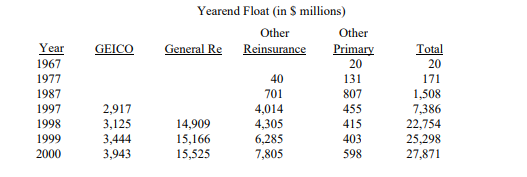 Yearend Float (in $ millions)
Other Other
Year GEICO General Re Reinsurance Primary Total
1967 20 20
1977 40 131 171
1987 701 807 1,508
1997 2,917 4,014 455 7,386
1998 3,125 14,909 4,305 415 22,754
1999 3,444 15,166 6,285 403 25,298
2000 3,943 15,525 7,805 598 27,871